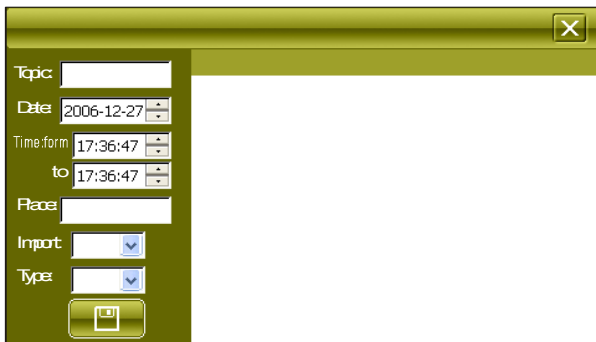 Topic:
Date: 2006-12-27
Time:form 17:36:47
to 17:36:47
Place:
Import:
Type: